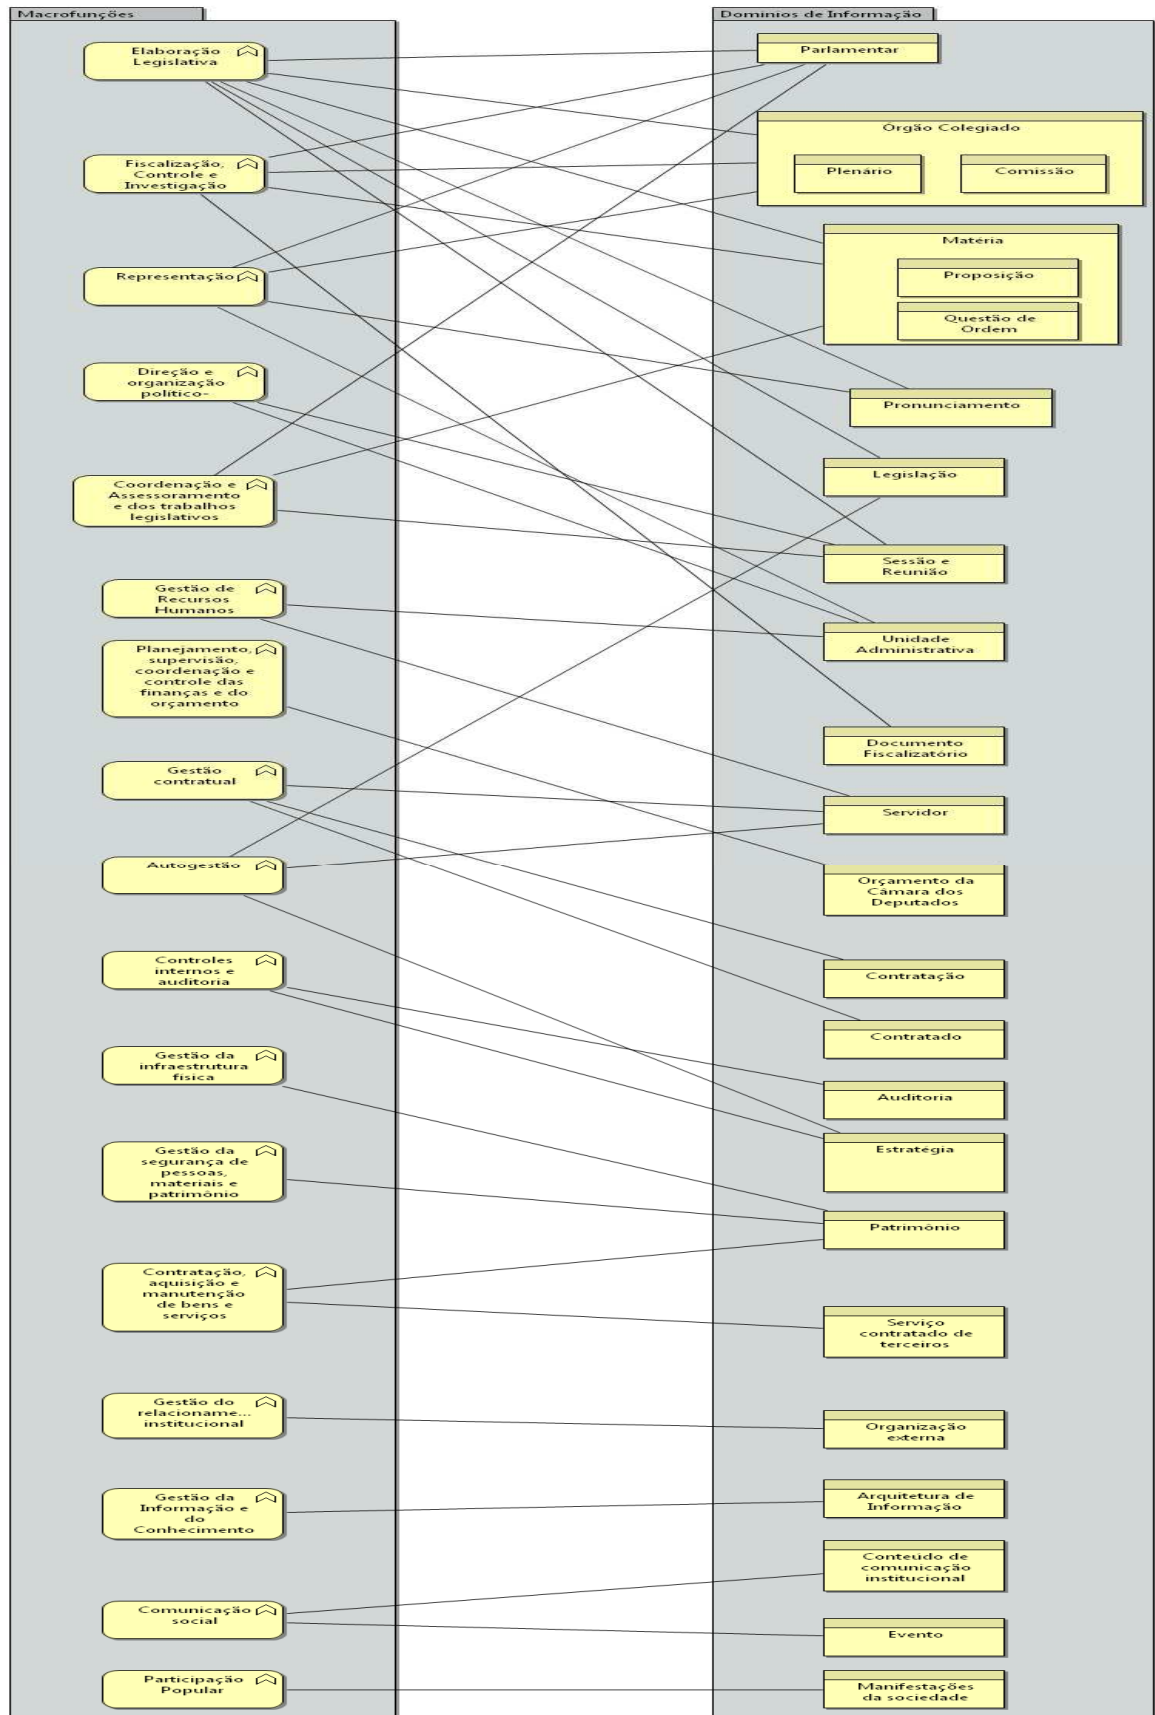 Macrofunções
Elaboração
Legislativa
Fiscalização,
Controle e
Investigação
Representação
Direção e
organização
político-
Coordenação e
Assessoramento
e dos trabalhos
legislativos
Gestão de
Recursos
Humanos
Planejamento,
supervisão,
coordenação e
controle das
finanças e do
orçamento
Gestão
contratual
Autogestão
Controles
internos e
auditoria
Gestão da
infraestrutura
física
Gestão da
segurança de
pessoas,
materiais e
patrimônio
Contratação,
aquisição e
manutenção
de bens e
serviços
Gestão do
relacioname...
institucional
Gestão da
Informação e
do
Conhecimento
Comunicação
social
Participação
Popular
Domínios de Informação
Parlamentar
Órgão Colegiado
Plenário
Comissão
Matéria
Proposição
Questão de
Ordem
Pronunciamento
Legislação
Sessão e
Reunião
Unidade
Administrativa
Documento
Fiscalizatório
Servidor
Orçamento da
Câmara dos
Deputados
Contratação
Contratado
Auditoria
Estratégia
Patrimônio
Serviço
contratado de
terceiros
Organização
externa
Arquitetura de
Informação
Conteúdo de
comunicação
institucional
Evento
Manifestações
da sociedade